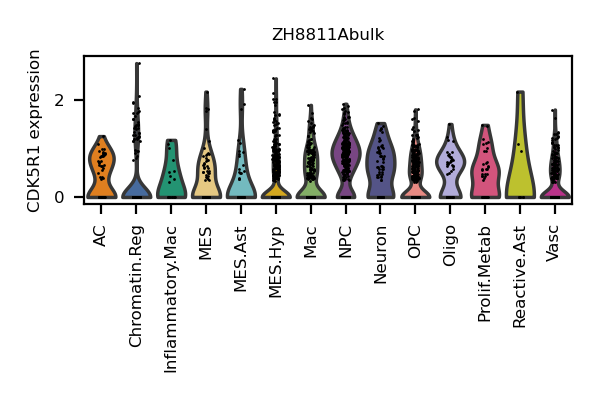 ZH8811Abulk
CDK5R1 expression
2
0
AC
Chromatin.Reg
Inflammatory.Mac
MES
MES.Ast
MES.Hyp
Mac
NPC
Neuron
OPC
Oligo
Prolif.Metab
Reactive.Ast
Vasc